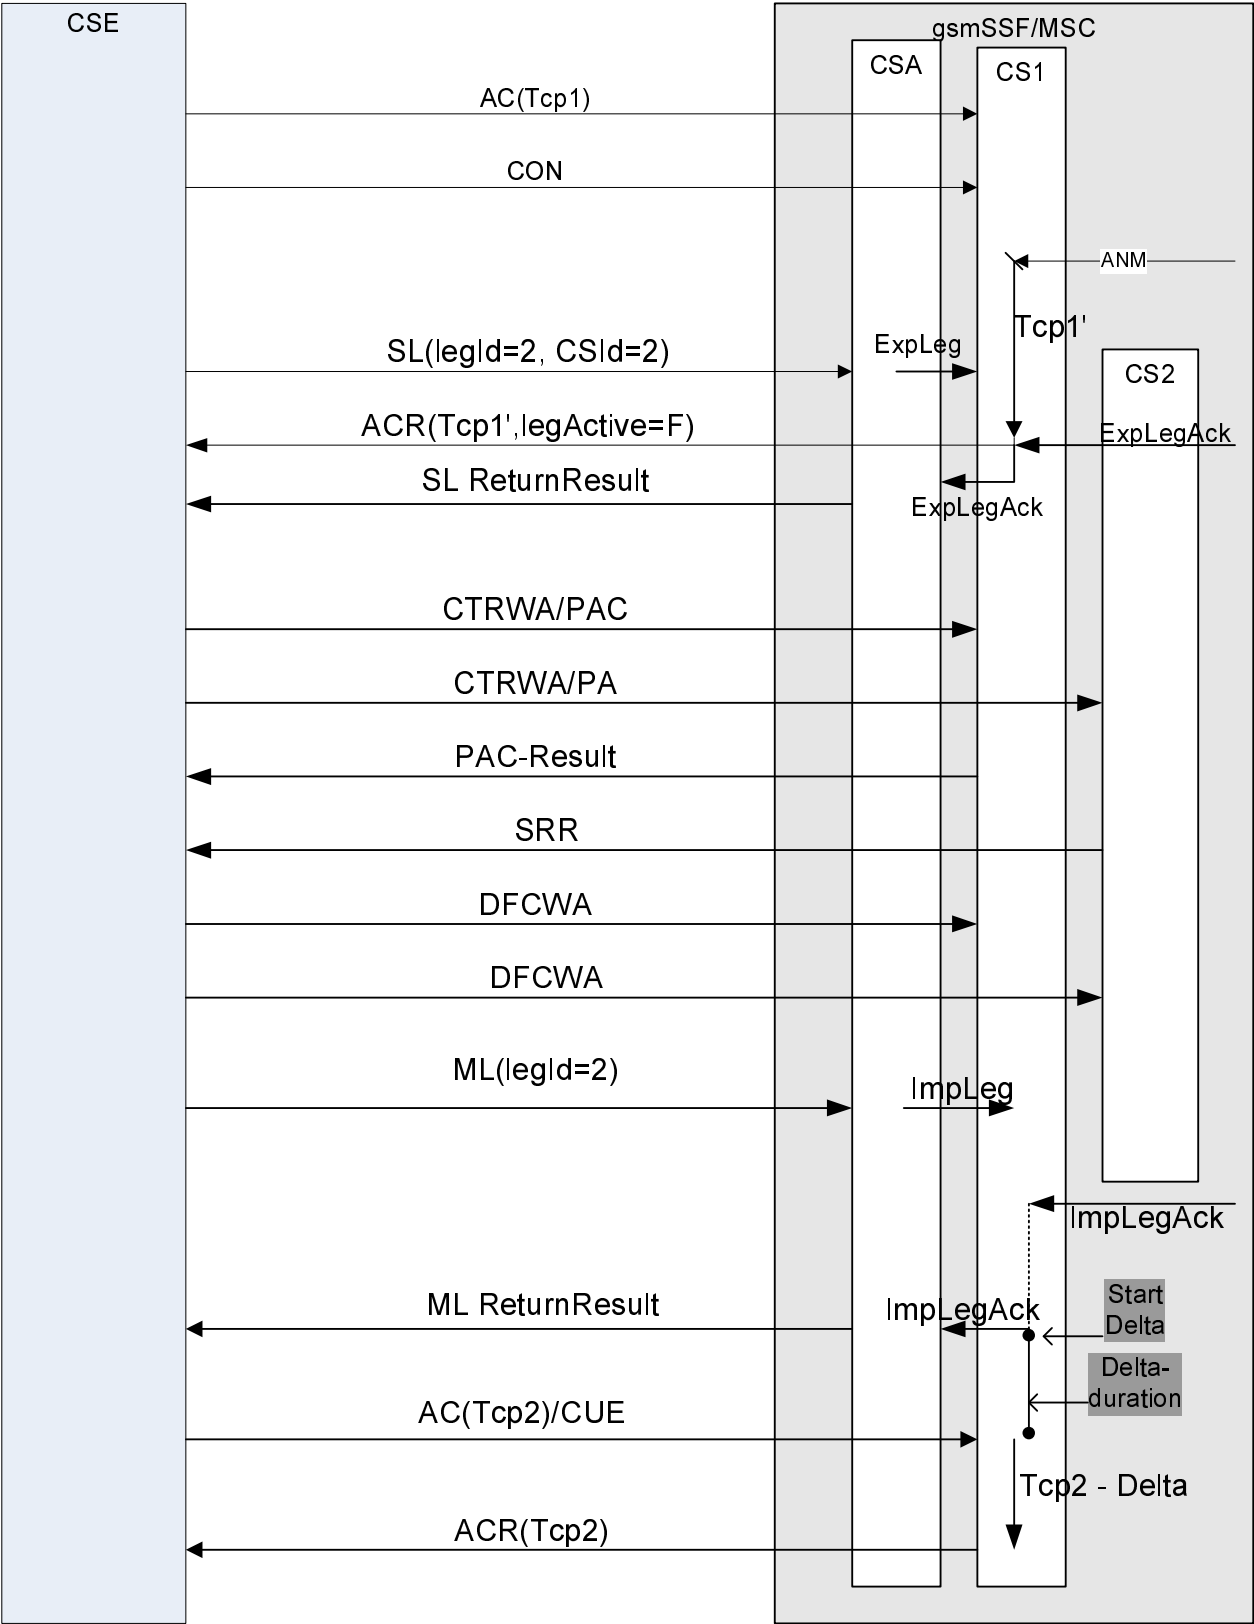 CSE
gsmSSF/MSC
CSA
CS1
AC(Tcp1)
CON
ANM
Tcp1'
SL(legId=2, CSId=2)
ExpLeg
CS2
ACR(Tcp1',legActive=F)
ExpLegAck
SL ReturnResult
ExpLegAck
CTRWA/PAC
CTRWA/PA
PAC-Result
SRR
DFCWA
DFCWA
ML(legId=2)
ImpLeg
ImpLegAck
ML ReturnResult
ImpLegAck
Start
Delta
Delta-
duration
AC(Tcp2)/CUE
Tcp2 - Delta
ACR(Tcp2)